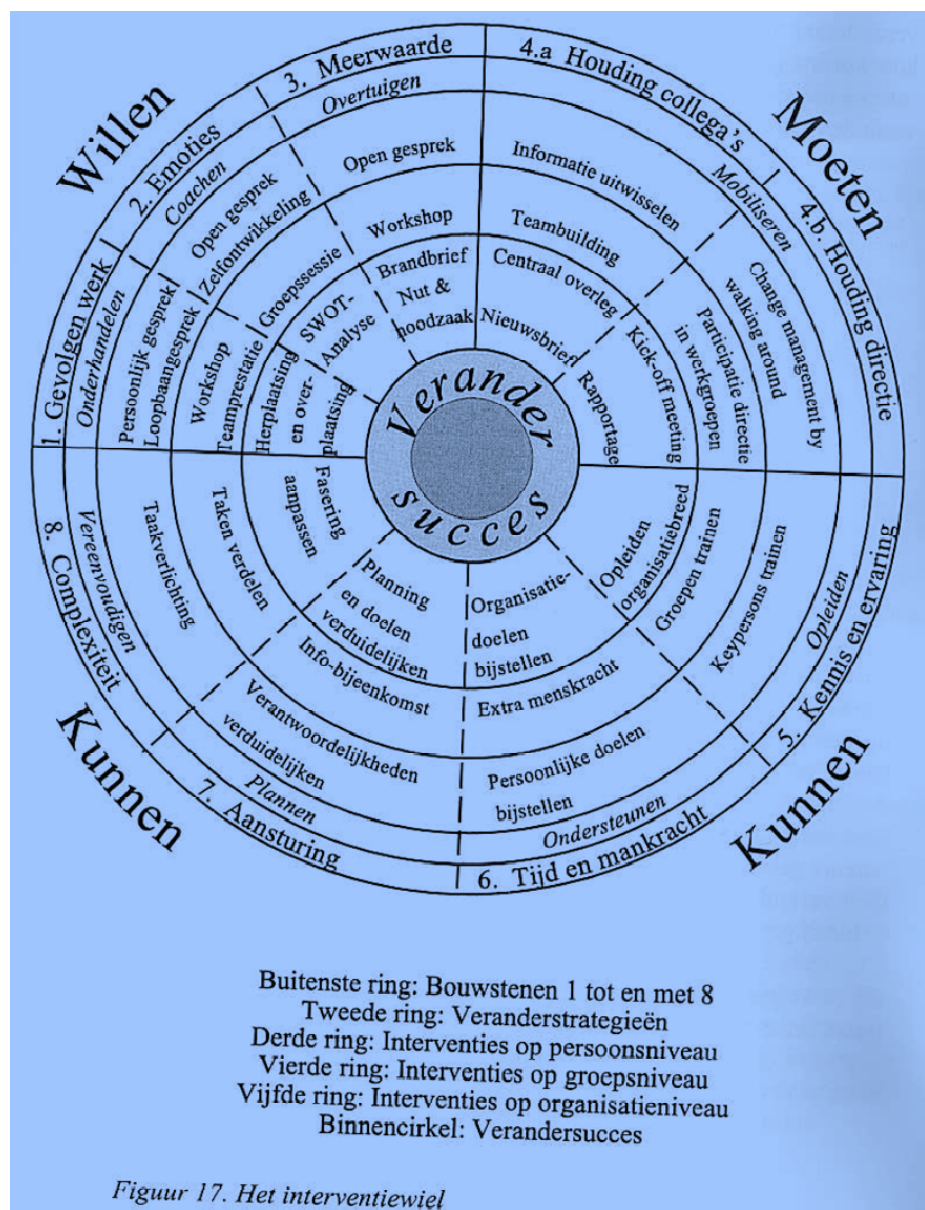 Willen
Moeten
Kunnen
Kunnen
1. Gevolgen werk
Onderhandelen
Persoonlijk gesprek
Loopbaangesprek
Workshop
Teamprestatie
Herplaatsing
en over-
plaatsing
2. Emoties
Coachen
Open gesprek
Zelfontwikkeling
Groepssessie
SWOT-
Analyse
3. Meerwaarde
Overtuigen
Open gesprek
Workshop
Brandbrief
Nut &
noodzaak
4.a Houding collega's
Mobiliseren
Informatie uitwisselen
Teambuilding
Centraal overleg
Nieuwsbrief
4.b. Houding directie
Change management by
walking around
Participatie directie
in werkgroepen
Kick-off meeting
Rapportage
5. Kennis en ervaring
Opleiden
Keypersons trainen
Groepen trainen
Opleiden
organisatiebreed
6. Tijd en mankracht
Ondersteunen
Persoonlijke doelen
bijstellen
Extra menskracht
Organisatie-
doelen
bijstellen
7. Aansturing
Plannen
Verantwoordelijkheden
verduidelijken
Info-bijeenkomst
Planning
en doelen
verduidelijken
8. Complexiteit
Vereenvoudigen
Taakverlichting
Taken verdelen
Fasering
aanpassen
Verander
succes
Buitenste ring: Bouwstenen 1 tot en met 8
Tweede ring: Veranderstrategieën
Derde ring: Interventies op persoonsniveau
Vierde ring: Interventies op groepsniveau
Vijfde ring: Interventies op organisatieniveau
Binnencirkel: Verandersucces
Figuur 17. Het interventiewiel